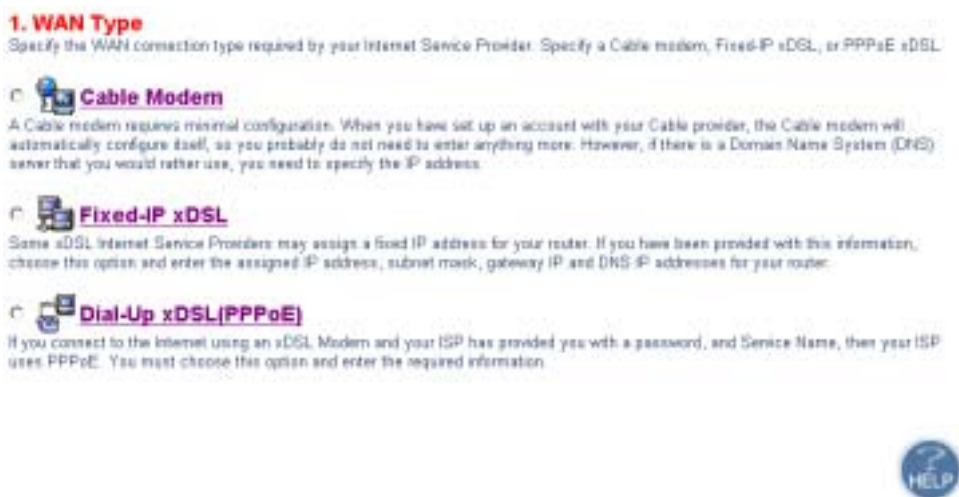 1. WAN Type
Specify the WAN connection type required by your Internet Service Provider. Specify a Cable modem, Fixed-IP xDSL, or PPPoE xDSL
Cable Modem
A Cable modem requires minimal configuration. When you have set up an account with your Cable provider, the Cable modem will
automatically configure itself, so you probably do not need to enter anything more. However, if there is a Domain Name System (DNS)
server that you would rather use, you need to specify the IP address.
Fixed-IP xDSL
Some xDSL Internet Service Providers may assign a fixed IP address for your router. If you have been provided with this information,
choose this option and enter the assigned IP address, subnet mask, gateway IP and DNS IP addresses for your router.
Dial-Up xDSL(PPPoE)
If you connect to the Internet using an xDSL Modem and your ISP has provided you with a password, and Service Name, then your ISP
uses PPPoE. You must choose this option and enter the required information.
?
HELP